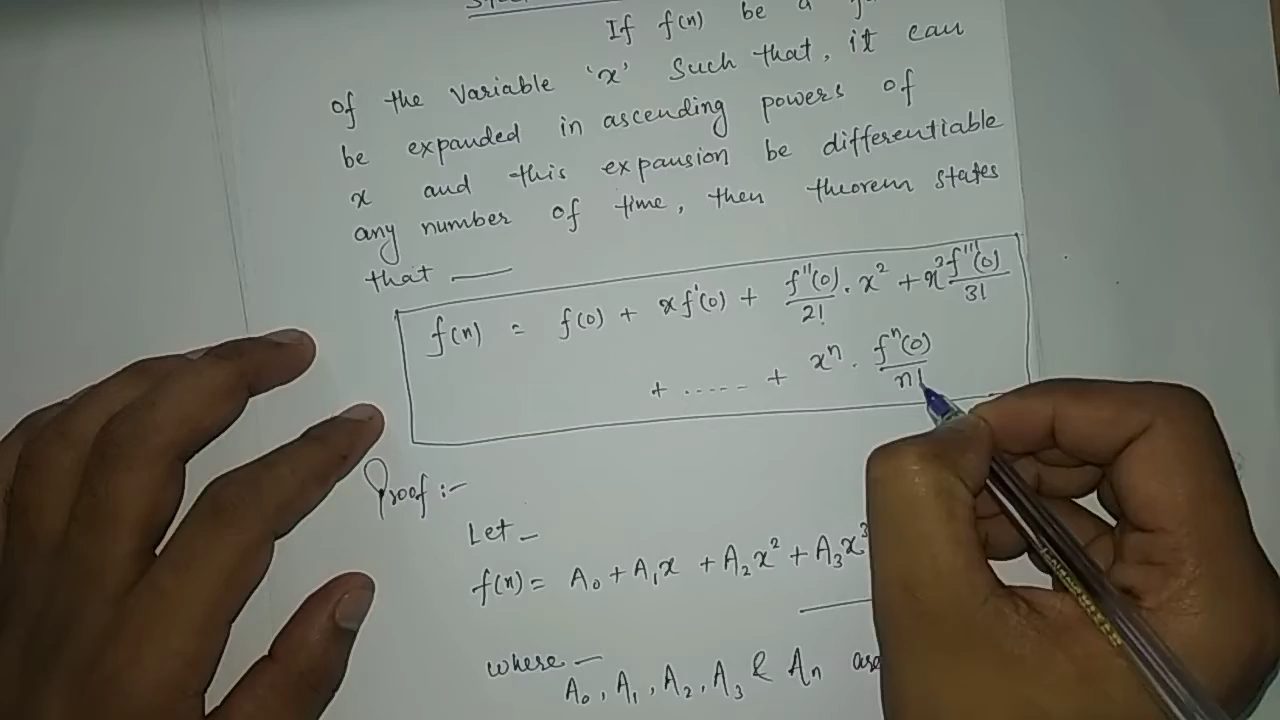 If f(x) be a
of the variable 'x' Such that, it can
be expanded in ascending powers of
x and this expansion be differentiable
any number of time, then theorem states
that —
f(x) = f(0) + xf'(0) + f''(0)/2! . x² + x³ f'''(0)/3!
+ ..... + xⁿ . fⁿ(0)/n!
Proof :-
Let –
f(x) = A₀ + A₁x + A₂x² + A₃x³
where –
A₀, A₁, A₂, A₃ & Aₙ are